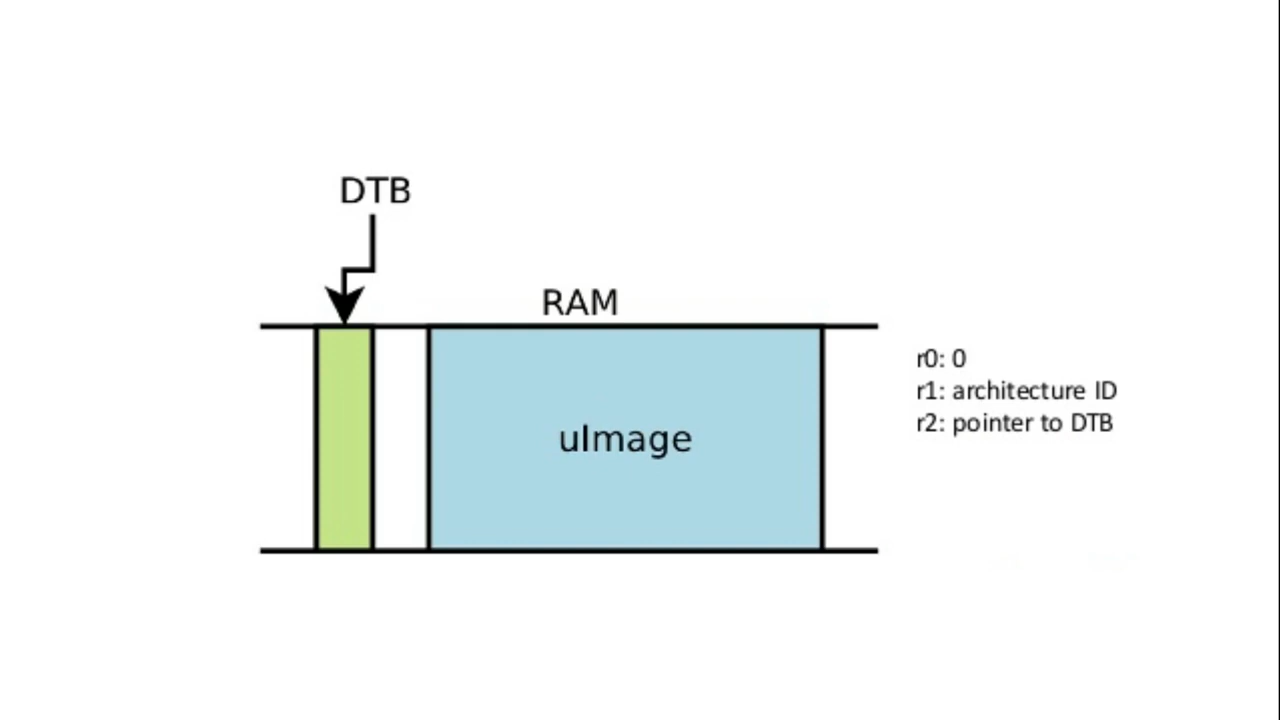 DTB
RAM
uImage
r0: 0
r1: architecture ID
r2: pointer to DTB